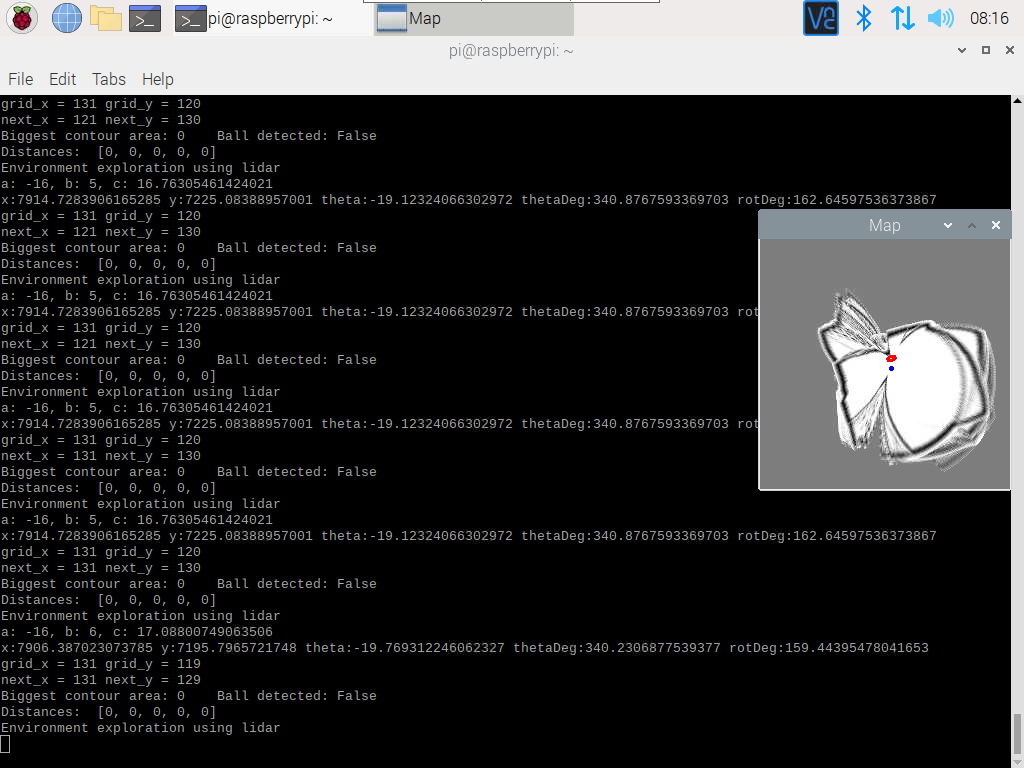 pi@raspberrypi: ~
Map
08:16
pi@raspberrypi: ~
File Edit Tabs Help
grid_x = 131 grid_y = 120
next_x = 121 next_y = 130
Biggest contour area: 0    Ball detected: False
Distances:  [0, 0, 0, 0, 0]
Environment exploration using lidar
a: -16, b: 5, c: 16.76305461424021
x:7914.7283906165285 y:7225.08388957001 theta:-19.12324066302972 thetaDeg:340.8767593369703 rotDeg:162.64597536373867
grid_x = 131 grid_y = 120
next_x = 121 next_y = 130
Biggest contour area: 0    Ball detected: False
Distances:  [0, 0, 0, 0, 0]
Environment exploration using lidar
a: -16, b: 5, c: 16.76305461424021
x:7914.7283906165285 y:7225.08388957001 theta:-19.12324066302972 thetaDeg:340.8767593369703 rot
grid_x = 131 grid_y = 120
next_x = 121 next_y = 130
Biggest contour area: 0    Ball detected: False
Distances:  [0, 0, 0, 0, 0]
Environment exploration using lidar
a: -16, b: 5, c: 16.76305461424021
x:7914.7283906165285 y:7225.08388957001 theta:-19.12324066302972 thetaDeg:340.8767593369703 rot
grid_x = 131 grid_y = 120
next_x = 131 next_y = 130
Biggest contour area: 0    Ball detected: False
Distances:  [0, 0, 0, 0, 0]
Environment exploration using lidar
a: -16, b: 5, c: 16.76305461424021
x:7914.7283906165285 y:7225.08388957001 theta:-19.12324066302972 thetaDeg:340.8767593369703 rotDeg:162.64597536373867
grid_x = 131 grid_y = 120
next_x = 131 next_y = 130
Biggest contour area: 0    Ball detected: False
Distances:  [0, 0, 0, 0, 0]
Environment exploration using lidar
a: -16, b: 6, c: 17.08800749063506
x:7906.387023073785 y:7195.7965721748 theta:-19.769312246062327 thetaDeg:340.2306877539377 rotDeg:159.44395478041653
grid_x = 131 grid_y = 119
next_x = 131 next_y = 129
Biggest contour area: 0    Ball detected: False
Distances:  [0, 0, 0, 0, 0]
Environment exploration using lidar
Map